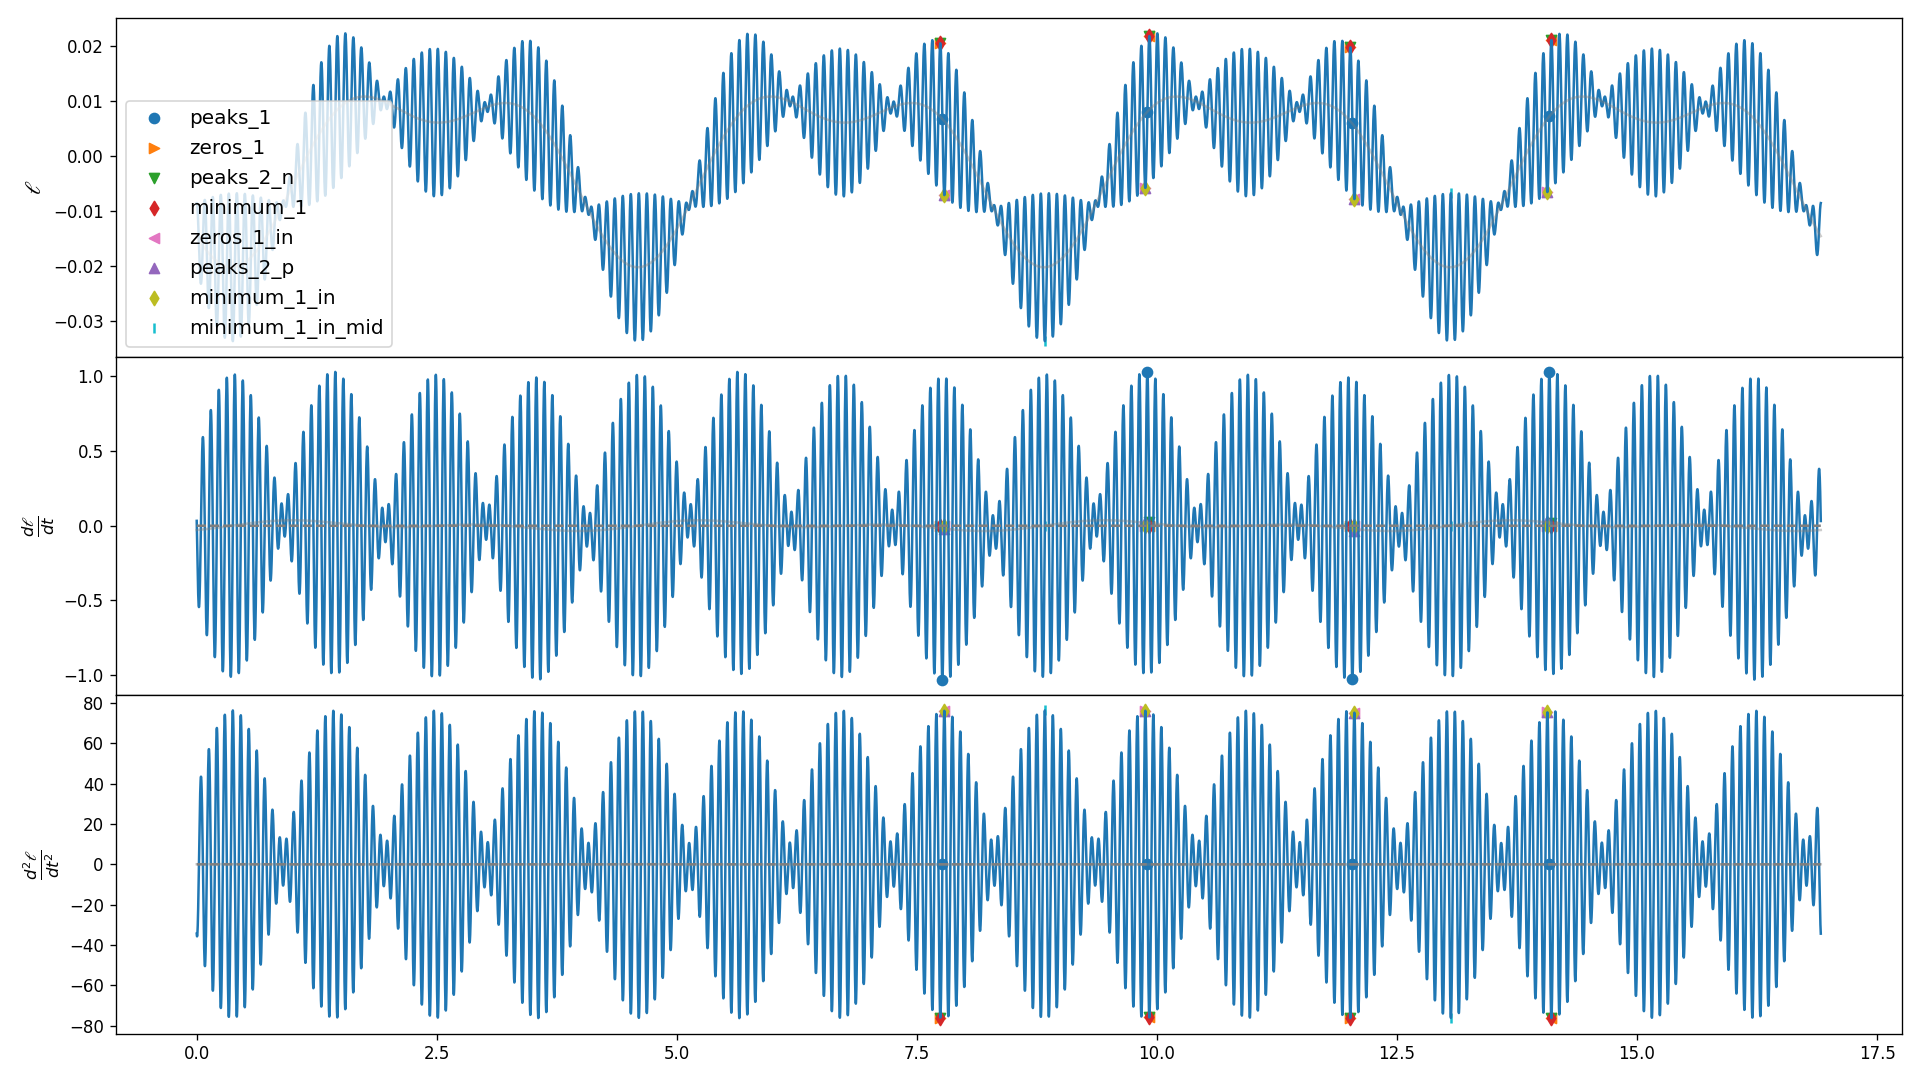 0.02
0.01
0.00
−0.01
−0.02
−0.03
ℓ
peaks_1
zeros_1
peaks_2_n
minimum_1
zeros_1_in
peaks_2_p
minimum_1_in
minimum_1_in_mid
1.0
0.5
0.0
−0.5
−1.0
dℓ/dt
80
60
40
20
0
−20
−40
−60
−80
d²ℓ/dt²
0.0 2.5 5.0 7.5 10.0 12.5 15.0 17.5